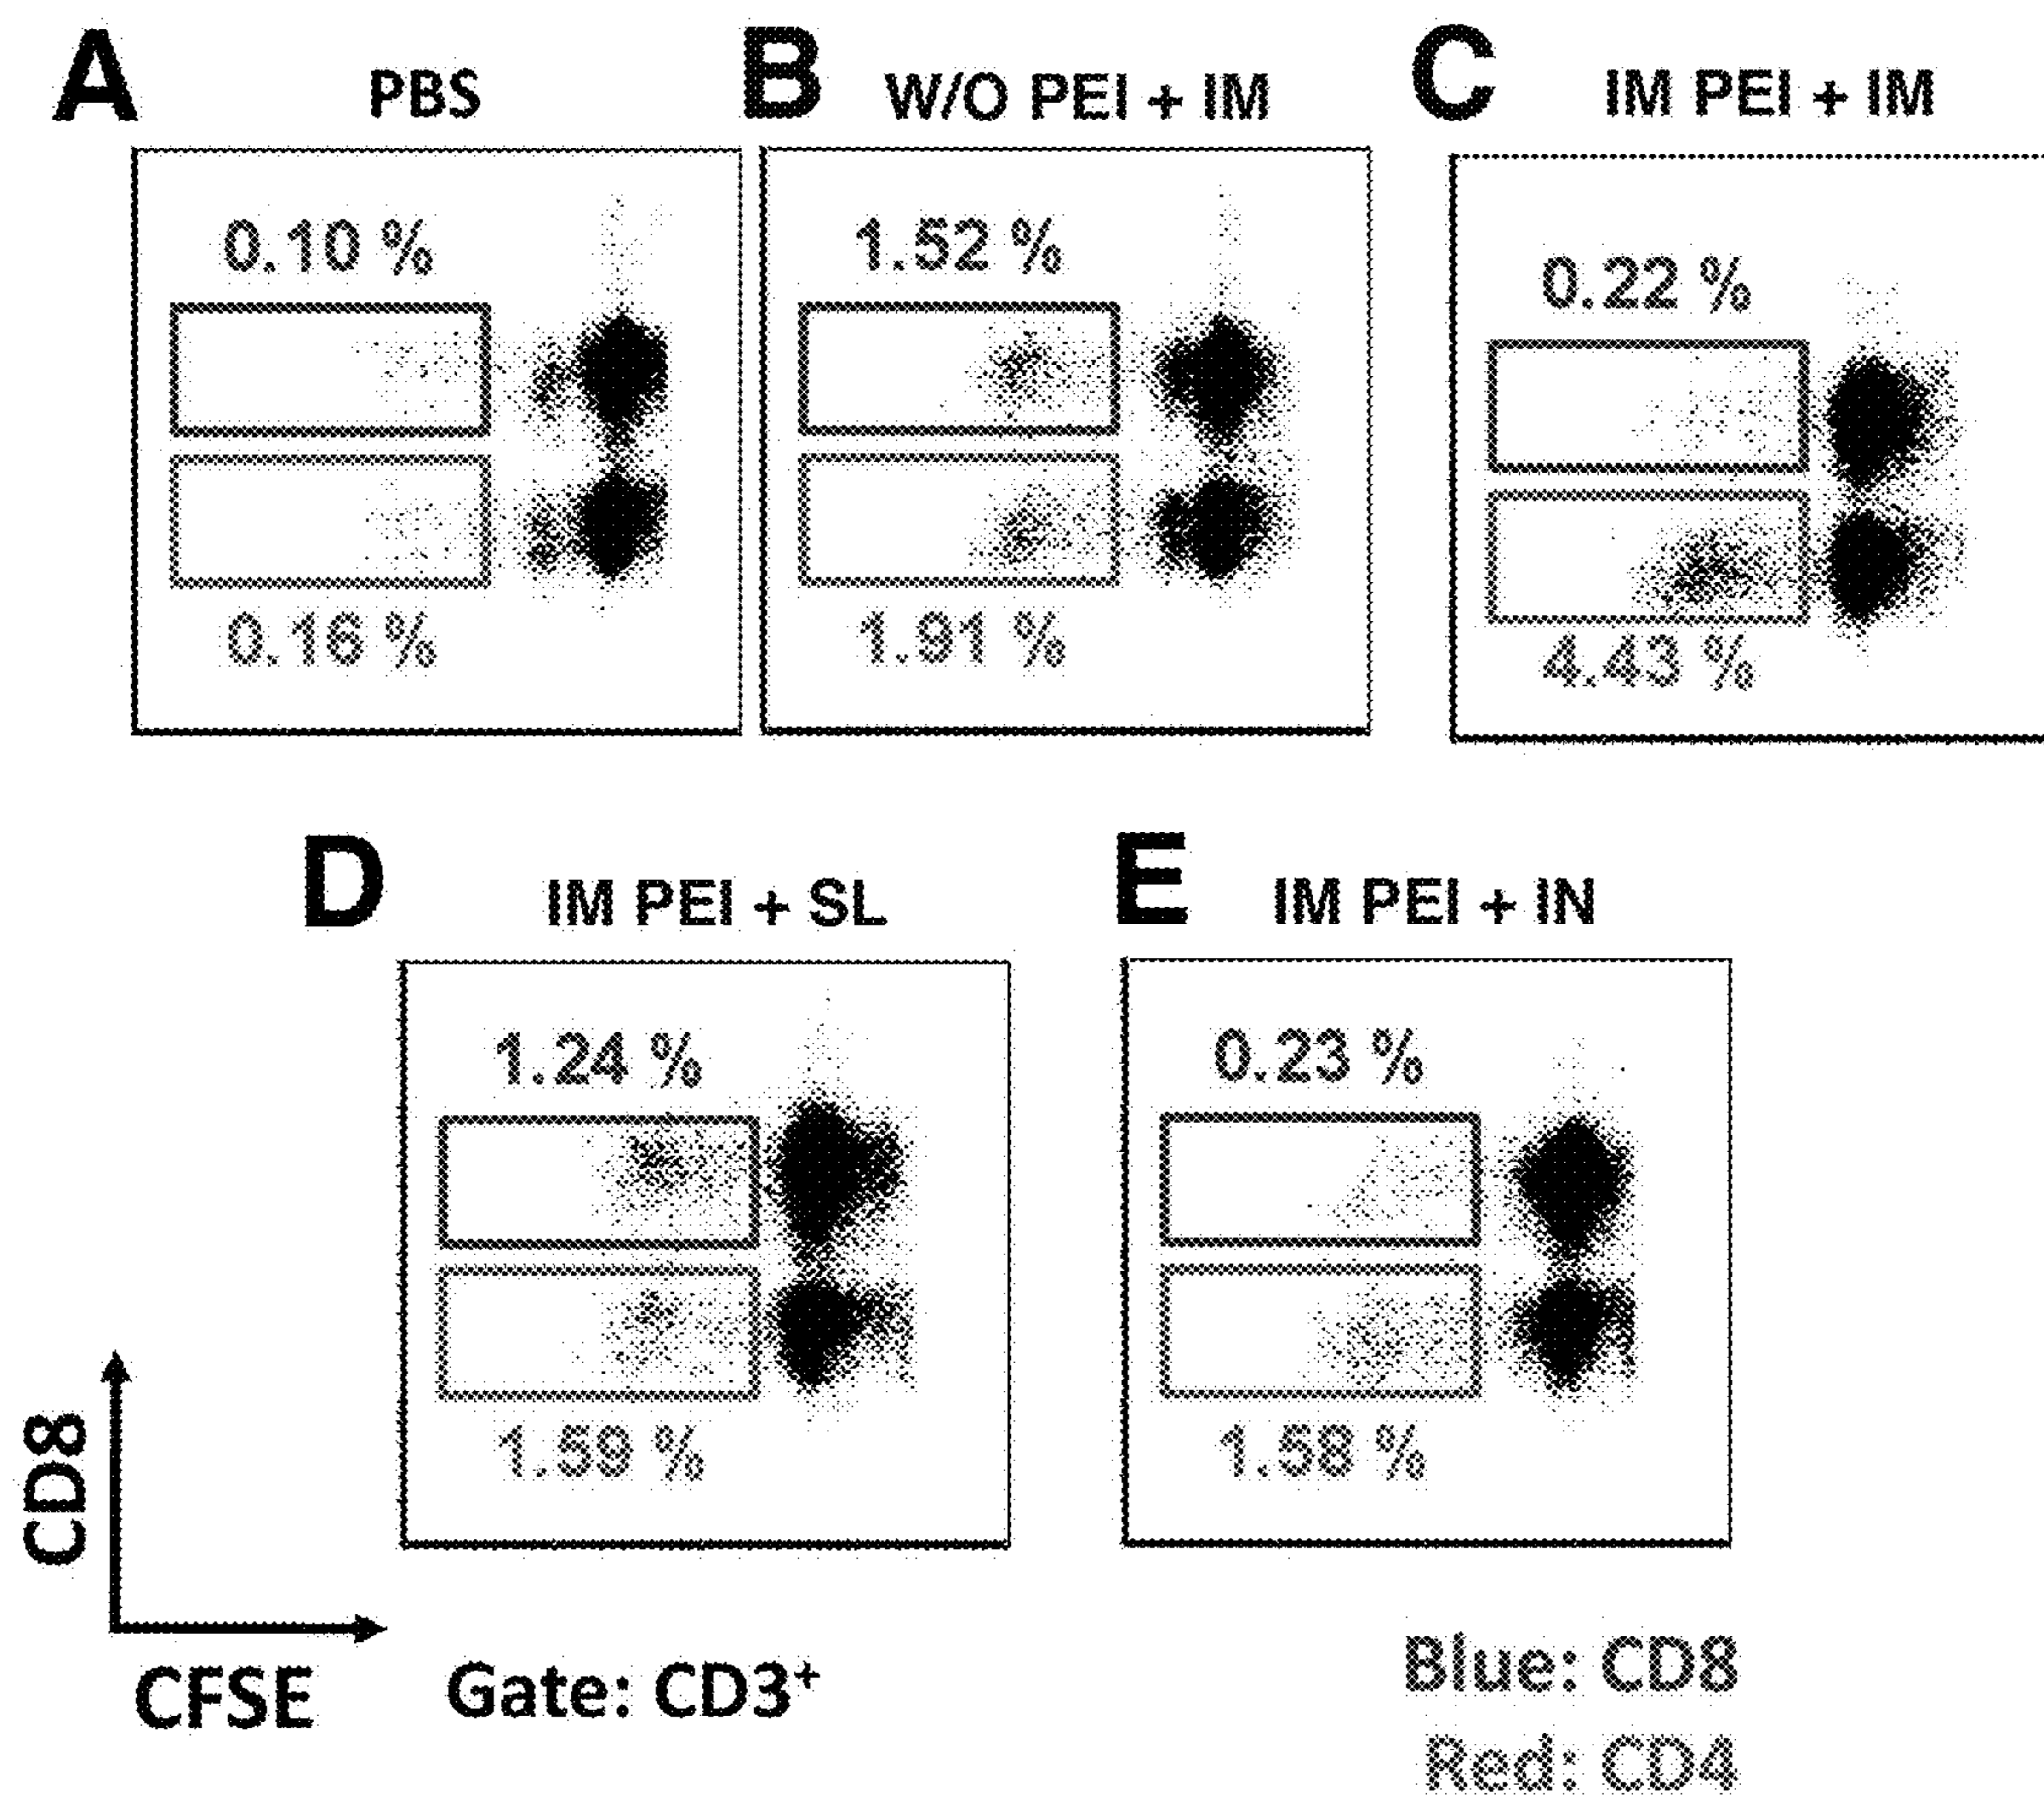 A PBS B W/O PEI + IM C IM PEI + IM
0.10 % 1.52 % 0.22 %
0.16 % 1.91 % 4.43 %
D IM PEI + SL E IM PEI + IN
1.24 % 0.23 %
1.59 % 1.58 %
CD8
CFSE Gate: CD3⁺
Blue: CD8
Red: CD4